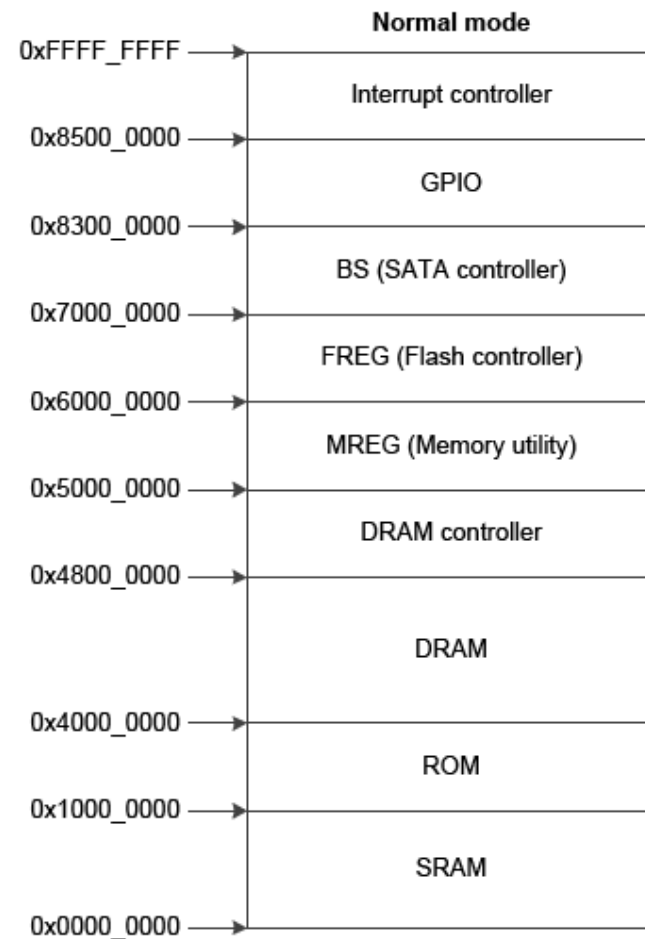 Normal mode
0xFFFF_FFFF
Interrupt controller
0x8500_0000
GPIO
0x8300_0000
BS (SATA controller)
0x7000_0000
FREG (Flash controller)
0x6000_0000
MREG (Memory utility)
0x5000_0000
DRAM controller
0x4800_0000
DRAM
0x4000_0000
ROM
0x1000_0000
SRAM
0x0000_0000